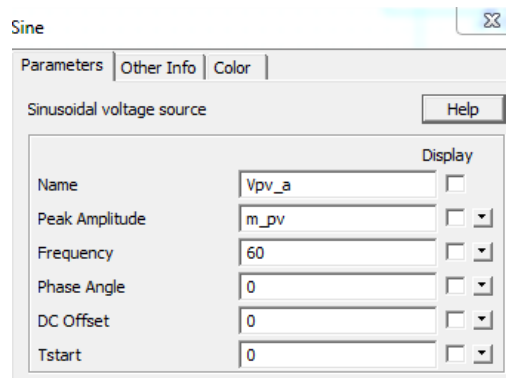 Sine
Parameters Other Info Color
Sinusoidal voltage source Help
Display
Name Vpv_a
Peak Amplitude m_pv
Frequency 60
Phase Angle 0
DC Offset 0
Tstart 0